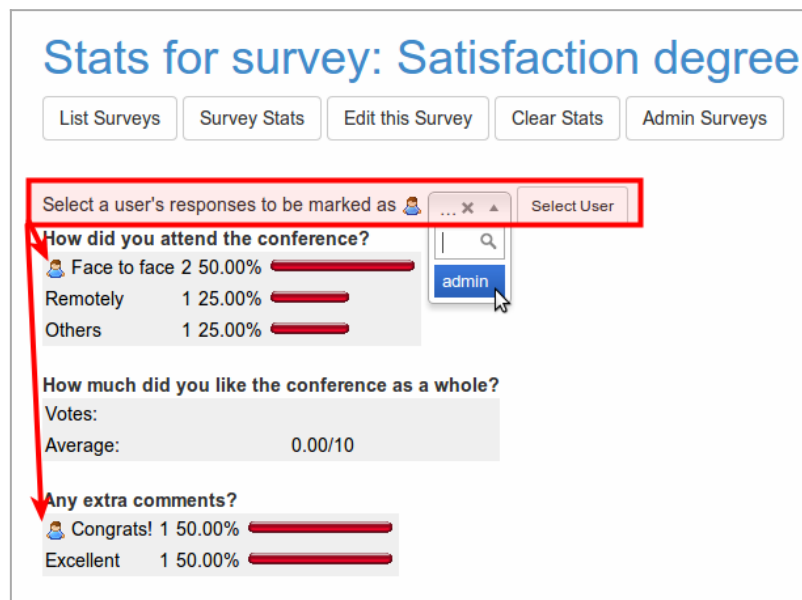 Stats for survey: Satisfaction degree
List Surveys Survey Stats Edit this Survey Clear Stats Admin Surveys
Select a user's responses to be marked as ... Select User
How did you attend the conference?
Face to face 2 50.00%
admin
Remotely 1 25.00%
Others 1 25.00%
How much did you like the conference as a whole?
Votes:
Average: 0.00/10
Any extra comments?
Congrats! 1 50.00%
Excellent 1 50.00%